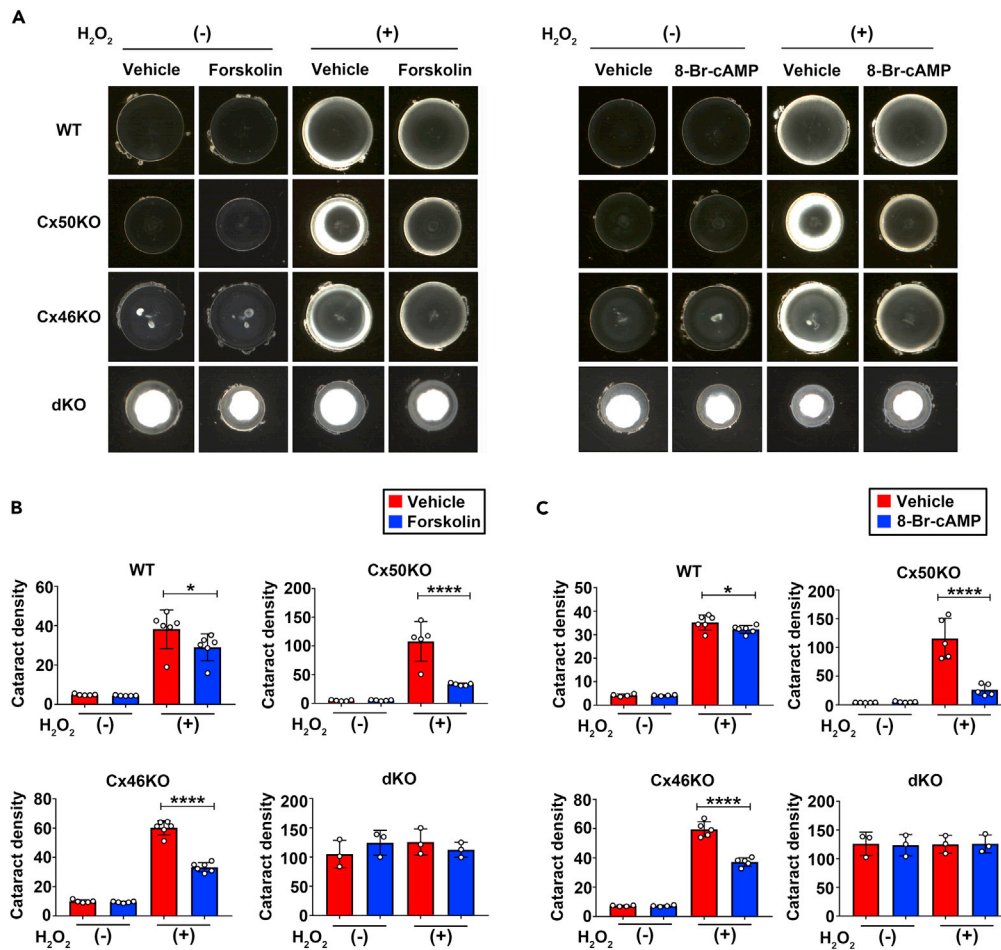 A
H₂O₂ (-) (+)
Vehicle Forskolin Vehicle Forskolin
WT
Cx50KO
Cx46KO
dKO
H₂O₂ (-) (+)
Vehicle 8-Br-cAMP Vehicle 8-Br-cAMP
B
Vehicle
Forskolin
WT
Cataract density
60
40
20
0
*
H₂O₂ (-) (+)
Cx50KO
Cataract density
200
150
100
50
0
****
(-) (+)
Cx46KO
Cataract density
80
60
40
20
0
****
H₂O₂ (-) (+)
dKO
Cataract density
200
150
100
50
0
(-) (+)
C
Vehicle
8-Br-cAMP
WT
Cataract density
50
40
30
20
10
0
*
H₂O₂ (-) (+)
Cx50KO
Cataract density
200
150
100
50
0
****
H₂O₂ (-) (+)
Cx46KO
Cataract density
80
60
40
20
0
****
H₂O₂ (-) (+)
dKO
Cataract density
200
150
100
50
0
H₂O₂ (-) (+)